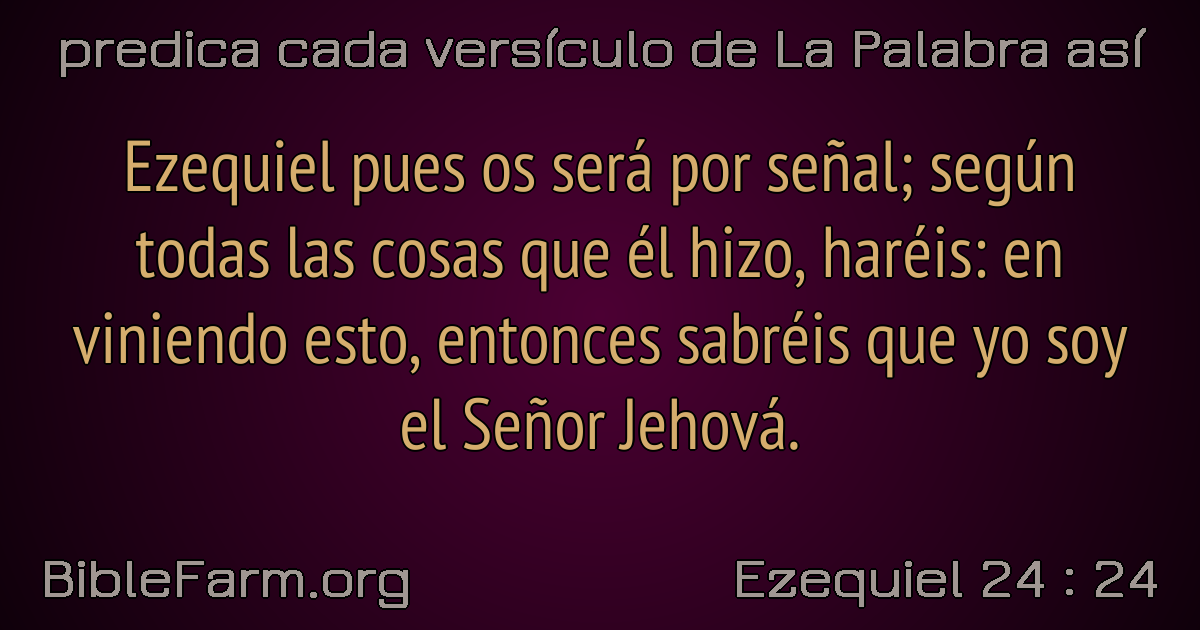 predica cada versículo de La Palabra así
Ezequiel pues os será por señal; según
todas las cosas que él hizo, haréis: en
viniendo esto, entonces sabréis que yo soy
el Señor Jehová.
BibleFarm.org
Ezequiel 24 : 24